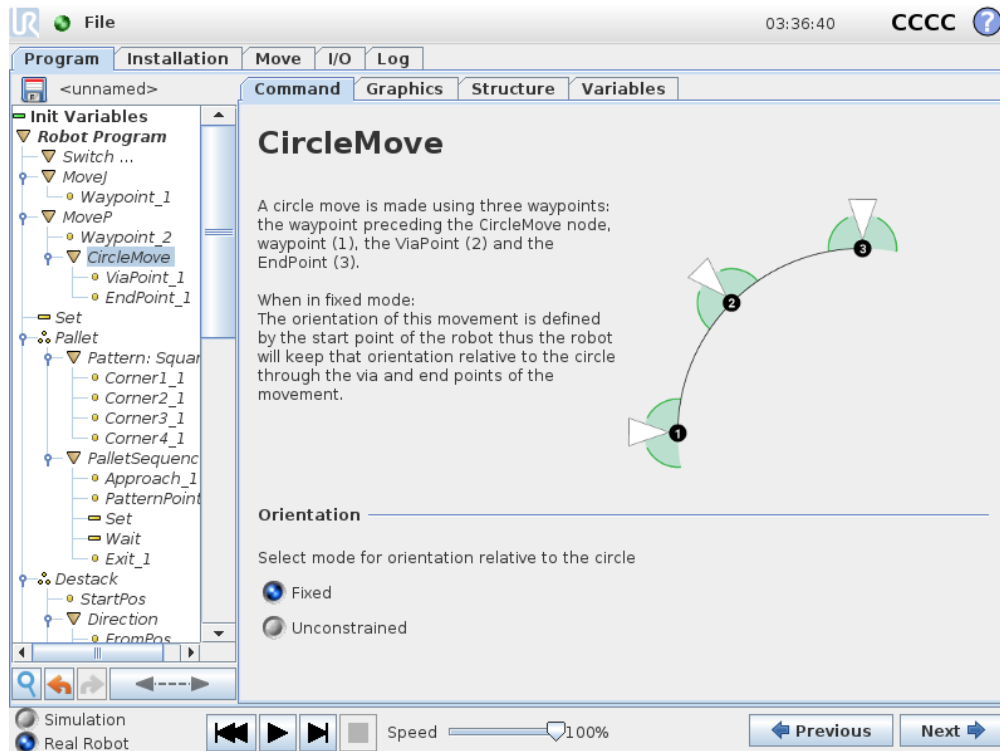 UR File 03:36:40 CCCC ?
Program Installation Move I/O Log
<unnamed>
Command Graphics Structure Variables
Init Variables
Robot Program
Switch ...
MoveJ
Waypoint_1
MoveP
Waypoint_2
CircleMove
ViaPoint_1
EndPoint_1
Set
Pallet
Pattern: Squar
Corner1_1
Corner2_1
Corner3_1
Corner4_1
PalletSequenc
Approach_1
PatternPoint
Set
Wait
Exit_1
Destack
StartPos
Direction
FromPos
CircleMove
A circle move is made using three waypoints:
the waypoint preceding the CircleMove node,
waypoint (1), the ViaPoint (2) and the
EndPoint (3).
When in fixed mode:
The orientation of this movement is defined
by the start point of the robot thus the robot
will keep that orientation relative to the circle
through the via and end points of the
movement.
3
2
1
Orientation
Select mode for orientation relative to the circle
Fixed
Unconstrained
Simulation
Real Robot
Speed 100%
Previous Next